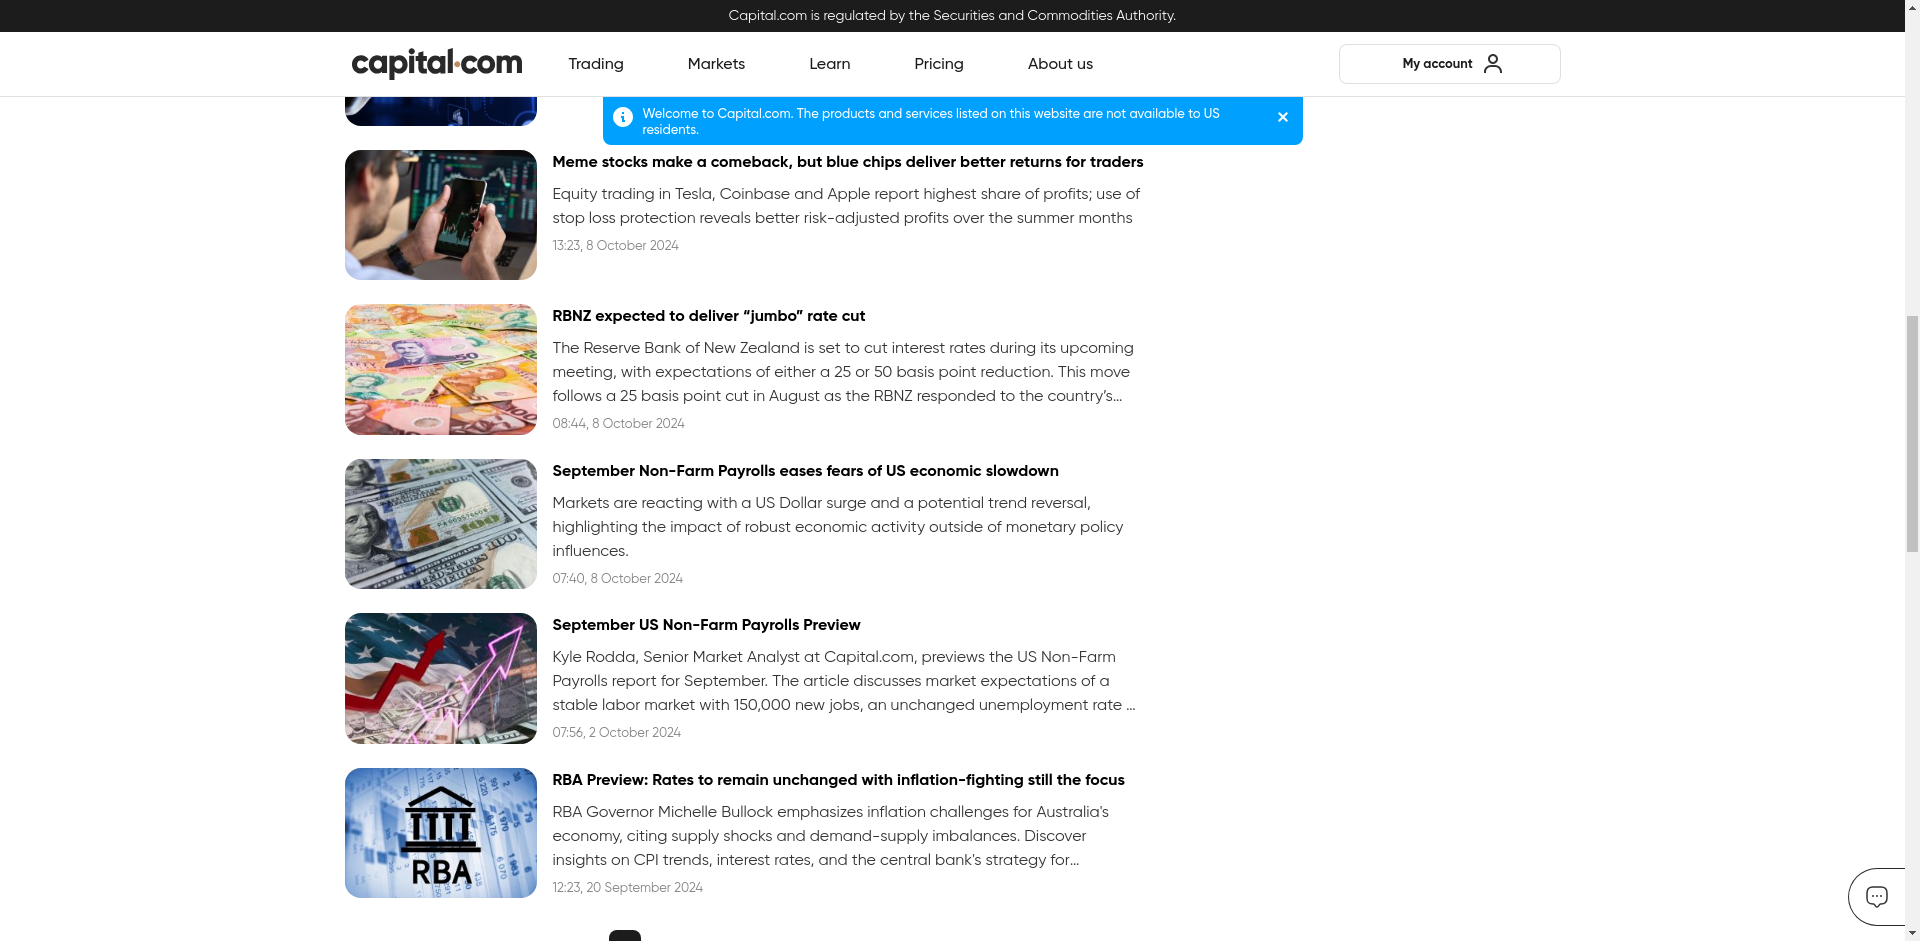 Capital.com is regulated by the Securities and Commodities Authority.
capital.com
Trading
Markets
Learn
Pricing
About us
My account
Welcome to Capital.com. The products and services listed on this website are not available to US
residents.
Meme stocks make a comeback, but blue chips deliver better returns for traders
Equity trading in Tesla, Coinbase and Apple report highest share of profits; use of
stop loss protection reveals better risk-adjusted profits over the summer months
13:23, 8 October 2024
RBNZ expected to deliver “jumbo” rate cut
The Reserve Bank of New Zealand is set to cut interest rates during its upcoming
meeting, with expectations of either a 25 or 50 basis point reduction. This move
follows a 25 basis point cut in August as the RBNZ responded to the country’s...
08:44, 8 October 2024
September Non-Farm Payrolls eases fears of US economic slowdown
Markets are reacting with a US Dollar surge and a potential trend reversal,
highlighting the impact of robust economic activity outside of monetary policy
influences.
07:40, 8 October 2024
September US Non-Farm Payrolls Preview
Kyle Rodda, Senior Market Analyst at Capital.com, previews the US Non-Farm
Payrolls report for September. The article discusses market expectations of a
stable labor market with 150,000 new jobs, an unchanged unemployment rate ...
07:56, 2 October 2024
RBA
RBA Preview: Rates to remain unchanged with inflation-fighting still the focus
RBA Governor Michelle Bullock emphasizes inflation challenges for Australia's
economy, citing supply shocks and demand-supply imbalances. Discover
insights on CPI trends, interest rates, and the central bank's strategy for...
12:23, 20 September 2024